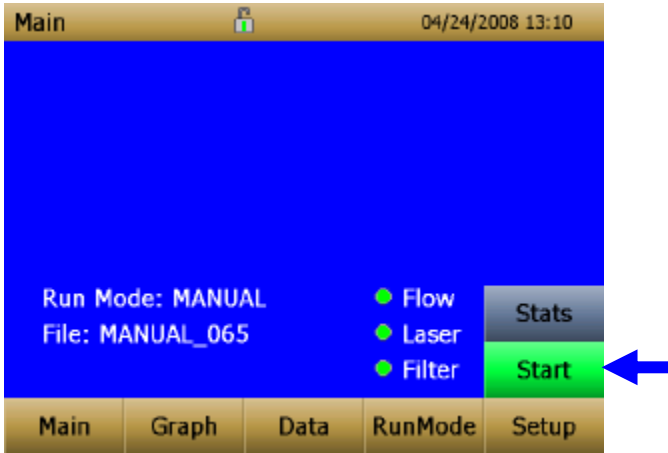 Main 04/24/2008 13:10
Run Mode: MANUAL
File: MANUAL_065
Flow
Laser
Filter
Stats
Start
Main Graph Data RunMode Setup